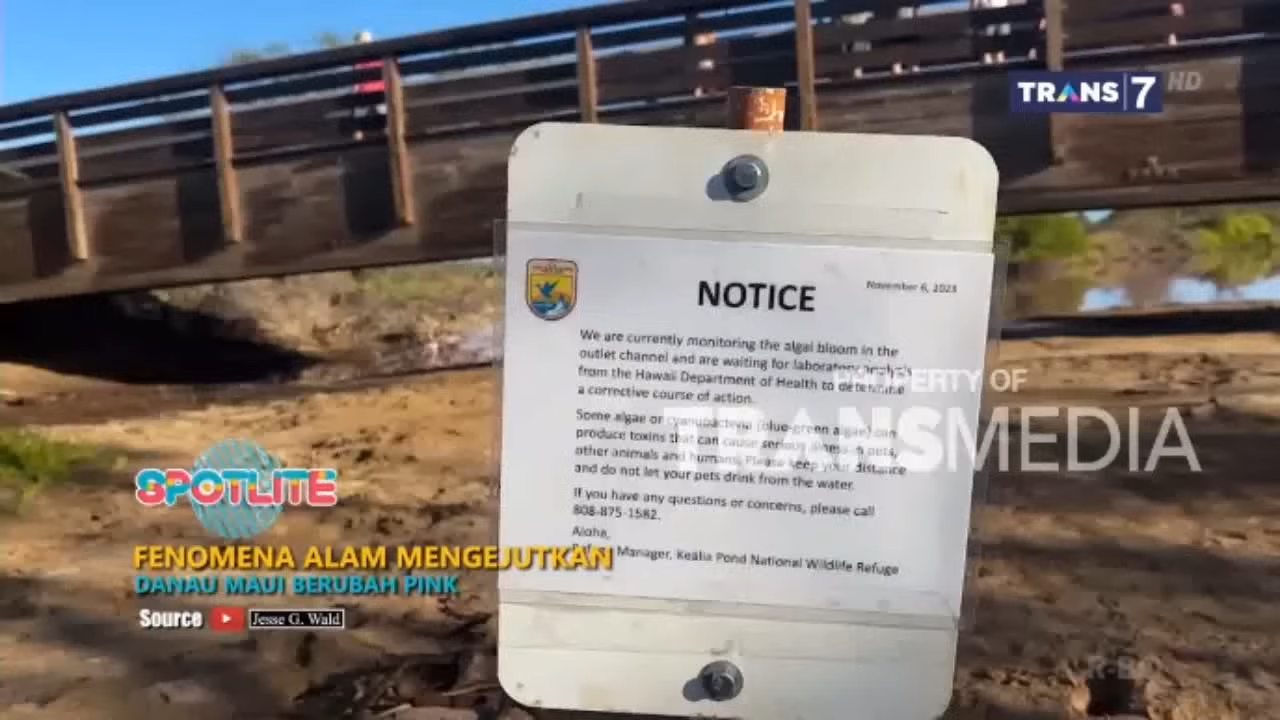 TRANS 7 HD
NOTICE
November 6, 2023
We are currently monitoring the algal bloom in the
outlet channel and are waiting for laboratory analysis
from the Hawaii Department of Health to determine
a corrective course of action.
Some algae or cyanobacteria (blue-green algae) can
produce toxins that can cause serious illness in pets,
other animals and humans. Please keep your distance
and do not let your pets drink from the water.
If you have any questions or concerns, please call
808-875-1582.
Aloha,
Manager, Kealia Pond National Wildlife Refuge
PROPERTY OF
TRANSMEDIA
SPOTLITE
FENOMENA ALAM MENGEJUTKAN
DANAU MAUI BERUBAH PINK
Source Jesse G. Wald